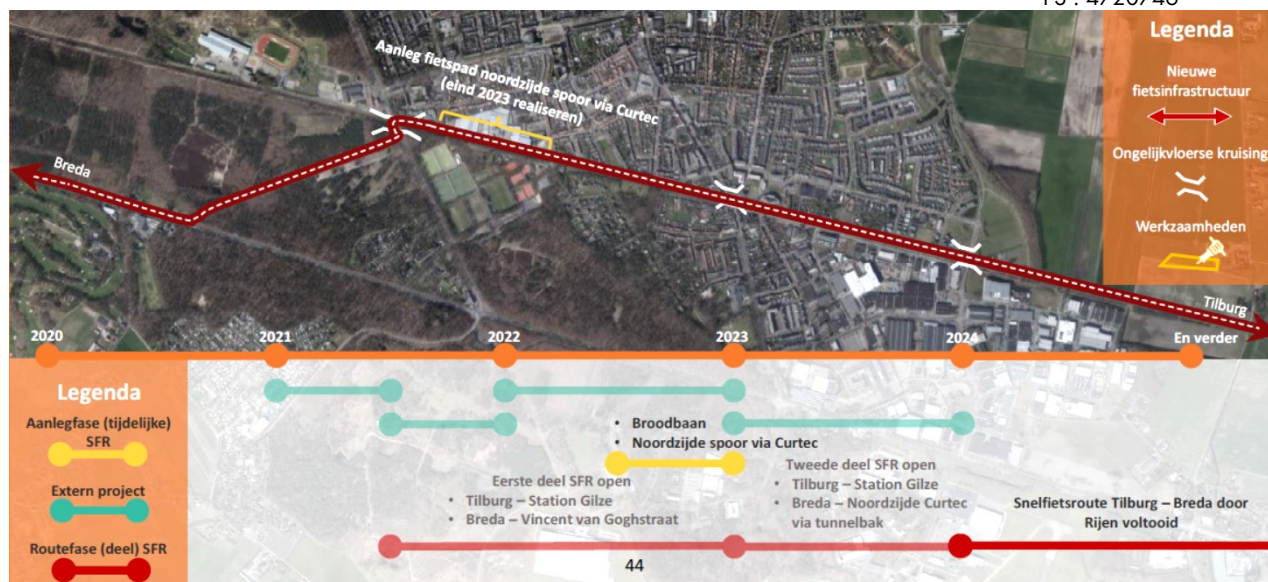 Legenda
Nieuwe
fietsinfrastructuur
Ongelijkvloerse kruising
Werkzaamheden
Aanleg fietspad noordzijde spoor via Curtec
(eind 2023 realiseren)
Breda
Tilburg
2020
2021
2022
2023
2024
En verder
Legenda
Aanlegfase (tijdelijke)
SFR
Extern project
Routefase (deel) SFR
• Broodbaan
• Noordzijde spoor via Curtec
Eerste deel SFR open
• Tilburg – Station Gilze
• Breda – Vincent van Goghstraat
Tweede deel SFR open
• Tilburg – Station Gilze
• Breda – Noordzijde Curtec
via tunnelbak
Snelfietsroute Tilburg – Breda door
Rijen voltooid
44